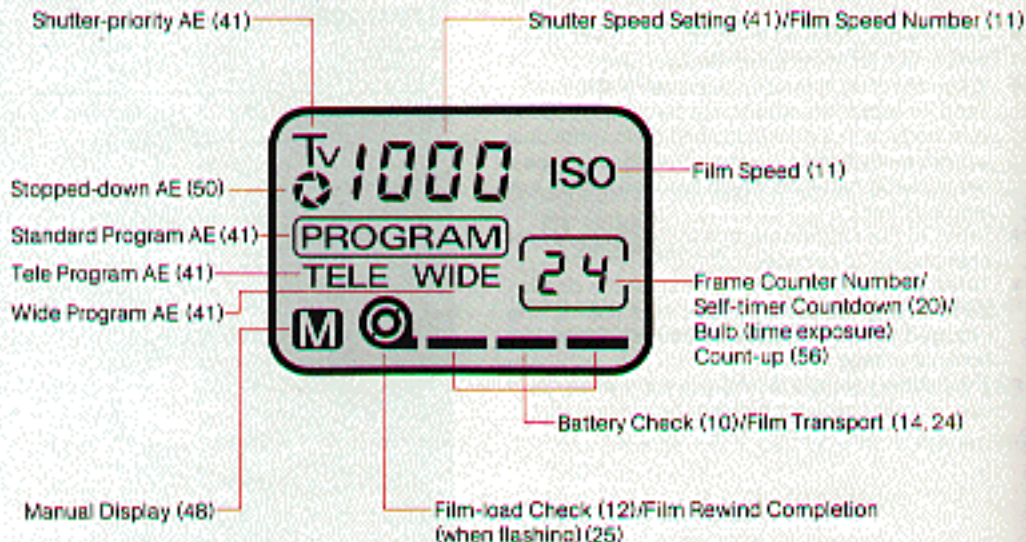 Shutter-priority AE (41)
Shutter Speed Setting (41)/Film Speed Number (11)
Tv 1000 ISO
Film Speed (11)
Stopped-down AE (50)
Standard Program AE (41)
PROGRAM
Tele Program AE (41)
TELE WIDE
24
Wide Program AE (41)
Frame Counter Number/
Self-timer Countdown (20)/
Bulb (time exposure)
Count-up (56)
M
Battery Check (10)/Film Transport (14, 24)
Manual Display (48)
Film-load Check (12)/Film Rewind Completion
(when flashing) (25)